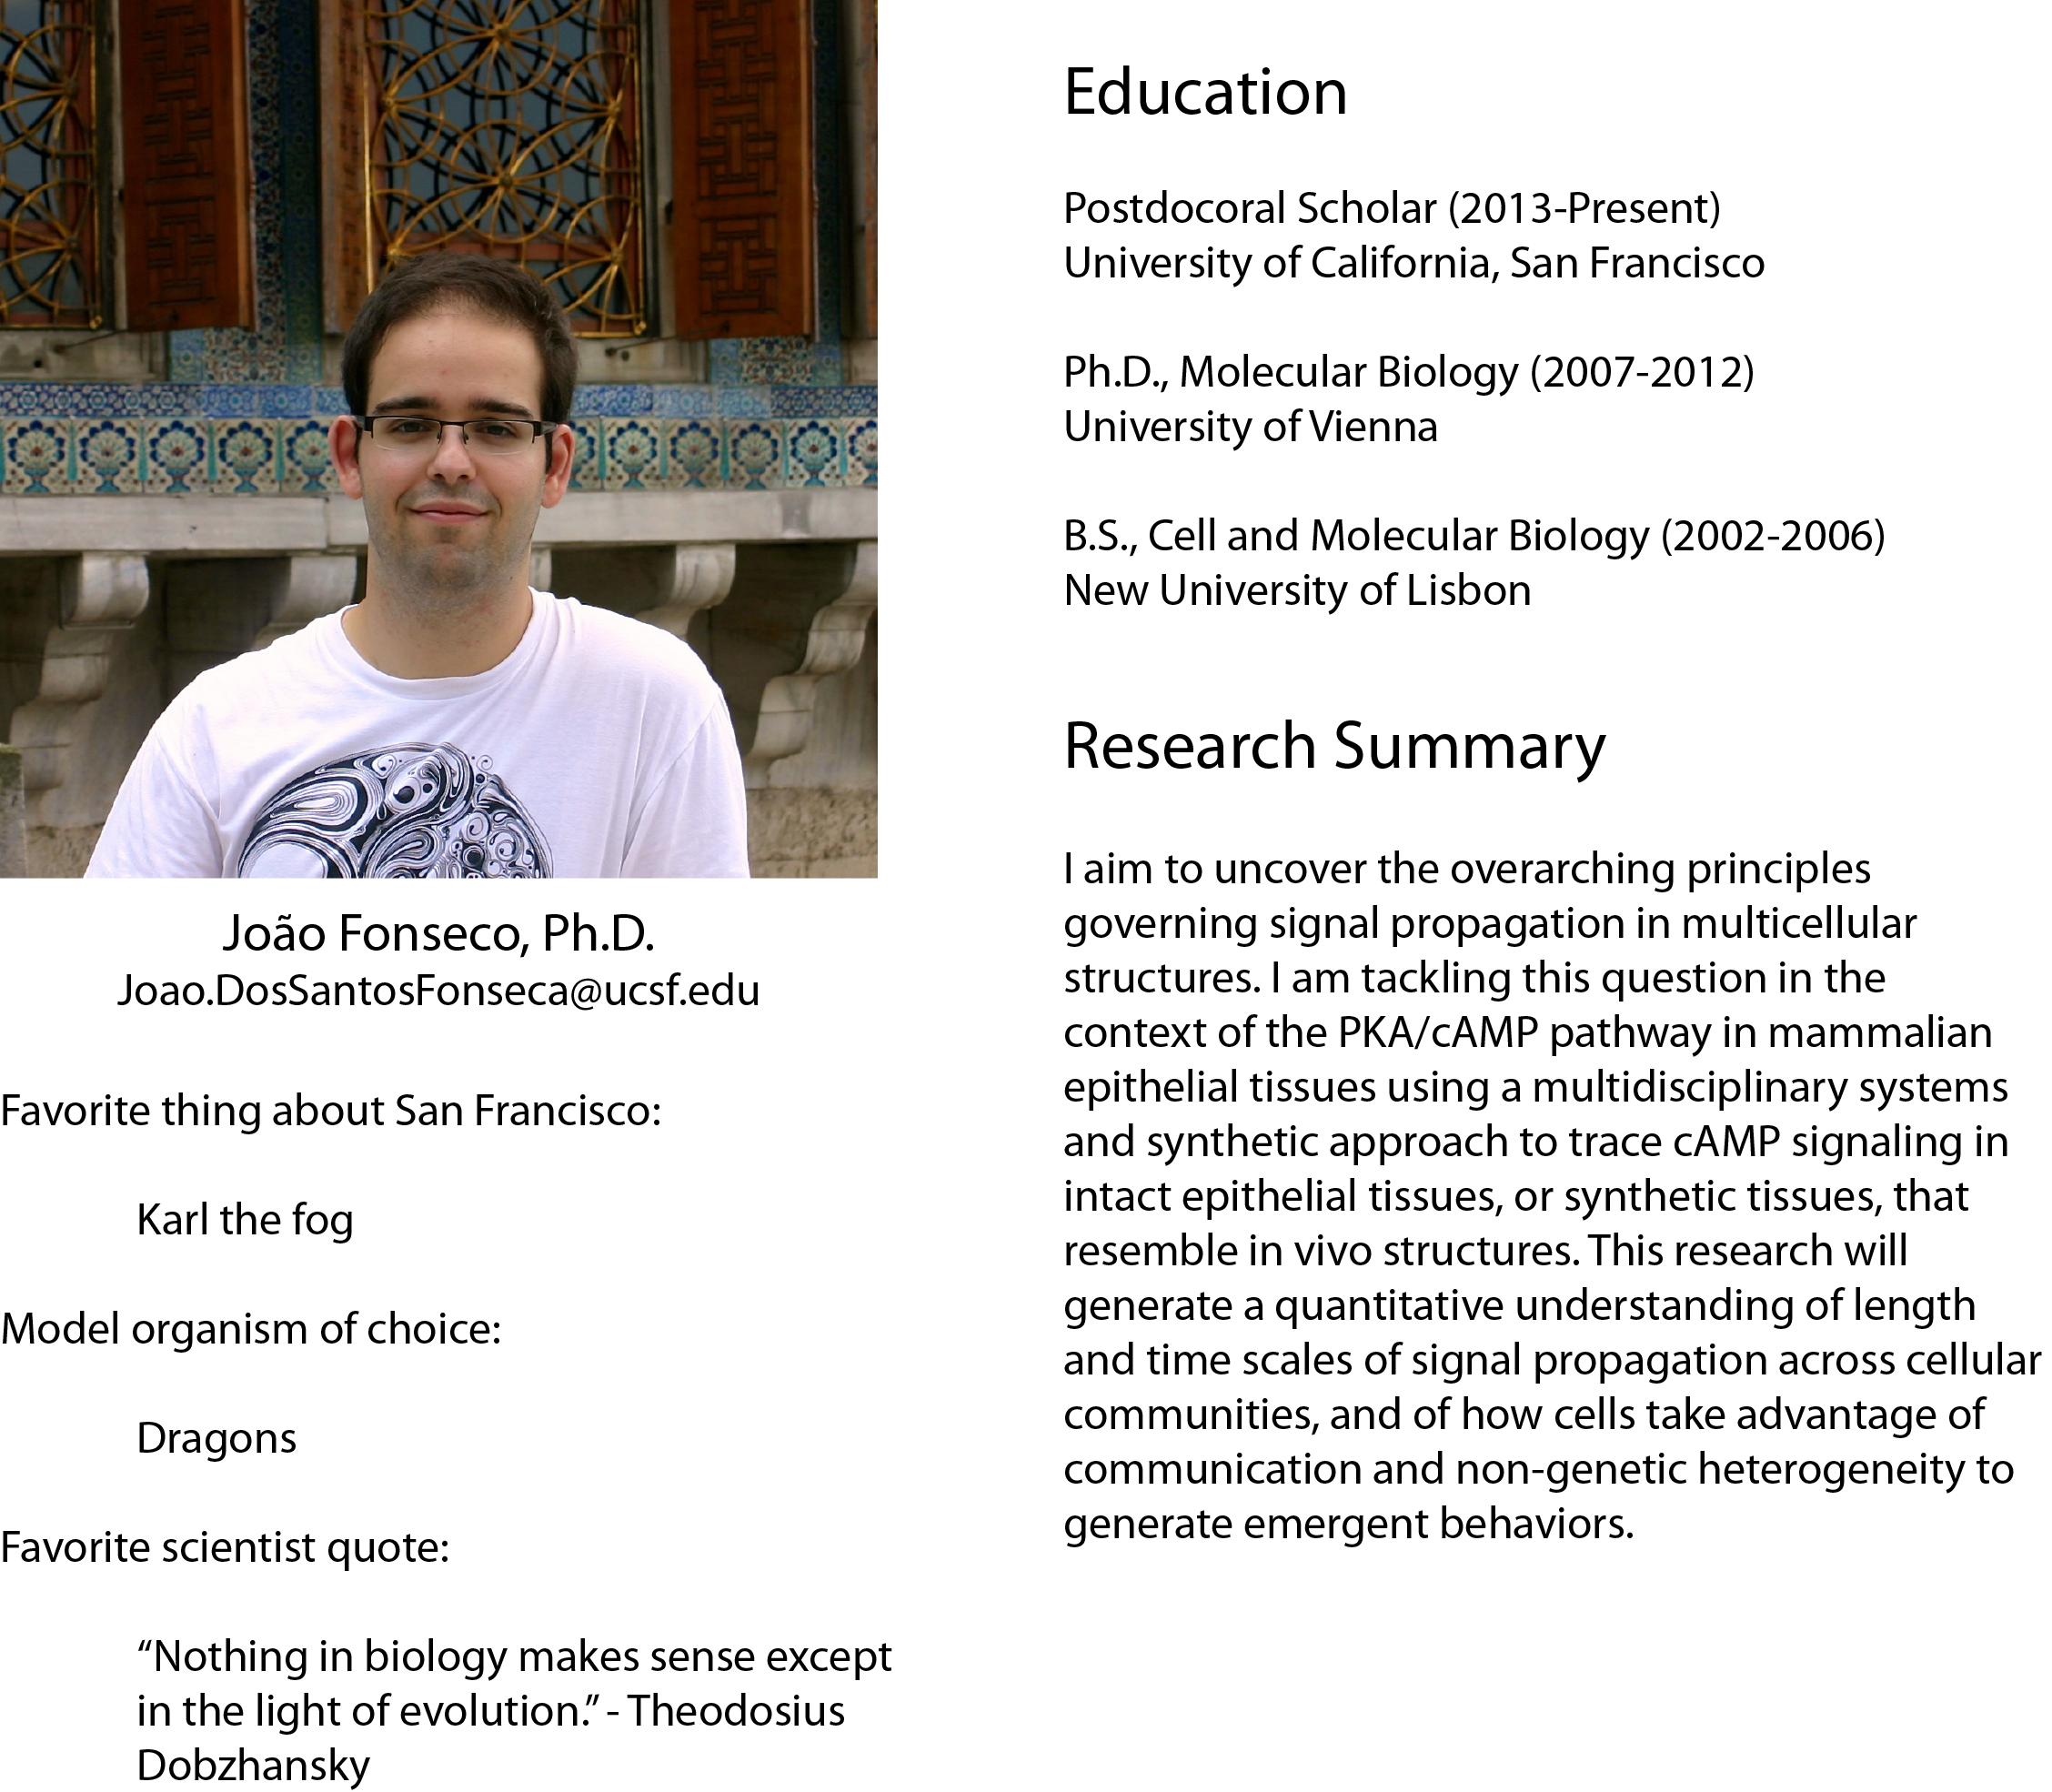 João Fonseco, Ph.D.
Joao.DosSantosFonseca@ucsf.edu
Favorite thing about San Francisco:
Karl the fog
Model organism of choice:
Dragons
Favorite scientist quote:
“Nothing in biology makes sense except
in the light of evolution.” - Theodosius
Dobzhansky
Education
Postdocoral Scholar (2013-Present)
University of California, San Francisco
Ph.D., Molecular Biology (2007-2012)
University of Vienna
B.S., Cell and Molecular Biology (2002-2006)
New University of Lisbon
Research Summary
I aim to uncover the overarching principles
governing signal propagation in multicellular
structures. I am tackling this question in the
context of the PKA/cAMP pathway in mammalian
epithelial tissues using a multidisciplinary systems
and synthetic approach to trace cAMP signaling in
intact epithelial tissues, or synthetic tissues, that
resemble in vivo structures. This research will
generate a quantitative understanding of length
and time scales of signal propagation across cellular
communities, and of how cells take advantage of
communication and non-genetic heterogeneity to
generate emergent behaviors.